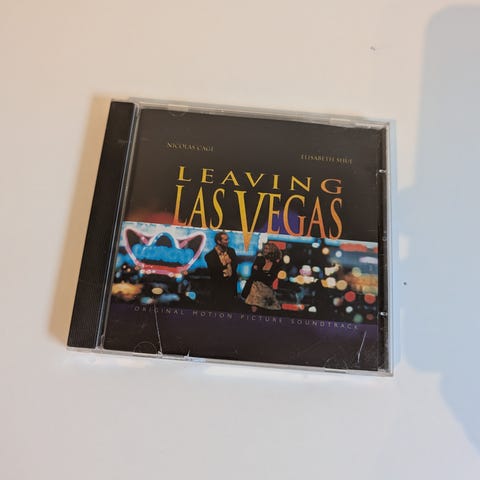 NICOLAS CAGE
ELISABETH SHUE
LEAVING
LAS VEGAS
ORIGINAL MOTION PICTURE SOUNDTRACK